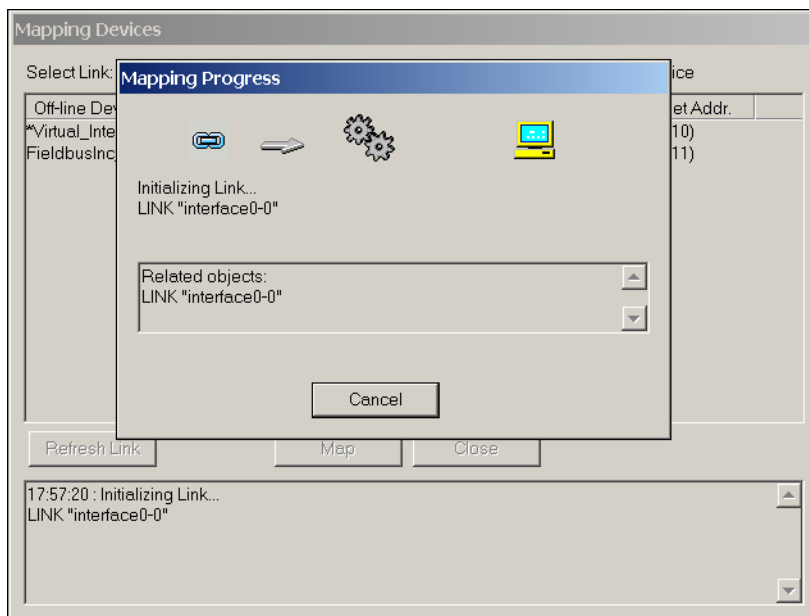 Mapping Devices
Select Link:
ice
Mapping Progress
Off-line Dev
et Addr.
*Virtual_Inte
10)
FieldbusInc_
11)
Initializing Link...
LINK "interface0-0"
Related objects:
LINK "interface0-0"
Cancel
Refresh Link
Map
Close
17:57:20 : Initializing Link...
LINK "interface0-0"